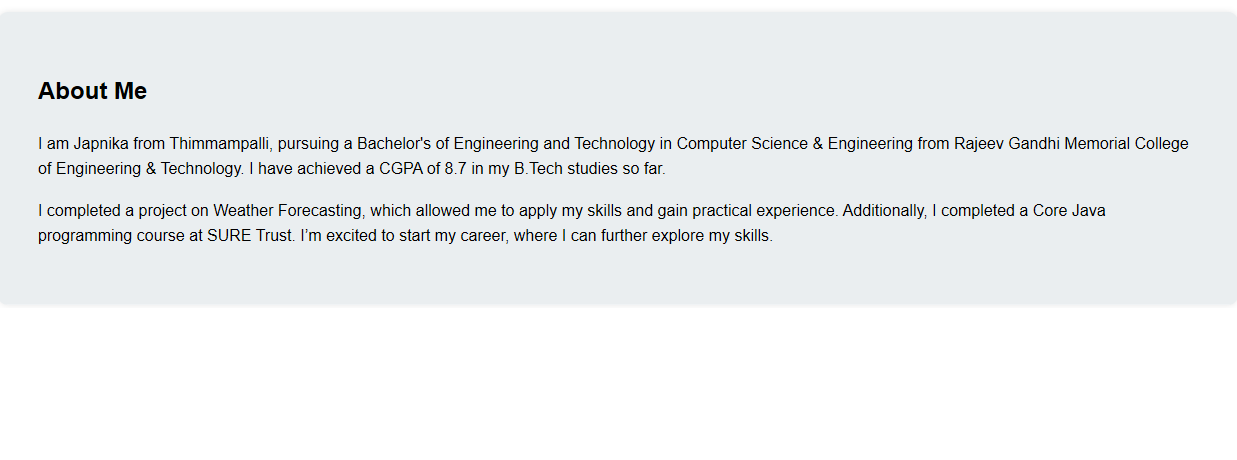 About Me
I am Japnika from Thimmampalli, pursuing a Bachelor's of Engineering and Technology in Computer Science & Engineering from Rajeev Gandhi Memorial College
of Engineering & Technology. I have achieved a CGPA of 8.7 in my B.Tech studies so far.
I completed a project on Weather Forecasting, which allowed me to apply my skills and gain practical experience. Additionally, I completed a Core Java
programming course at SURE Trust. I’m excited to start my career, where I can further explore my skills.